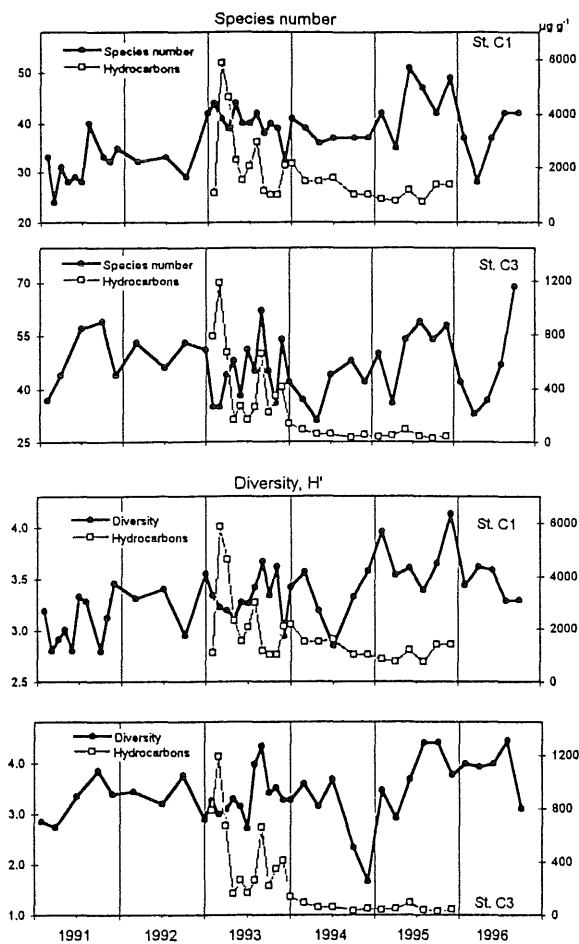 Species number
µg g⁻¹
St. C1
Species number
Hydrocarbons
50
40
30
20
6000
4000
2000
0
St. C3
Species number
Hydrocarbons
70
55
40
25
1200
800
400
0
Diversity, H'
St. C1
Diversity
Hydrocarbons
4.0
3.5
3.0
2.5
6000
4000
2000
0
Diversity
Hydrocarbons
4.0
3.0
2.0
1.0
1200
800
400
0
St. C3
1991 1992 1993 1994 1995 1996